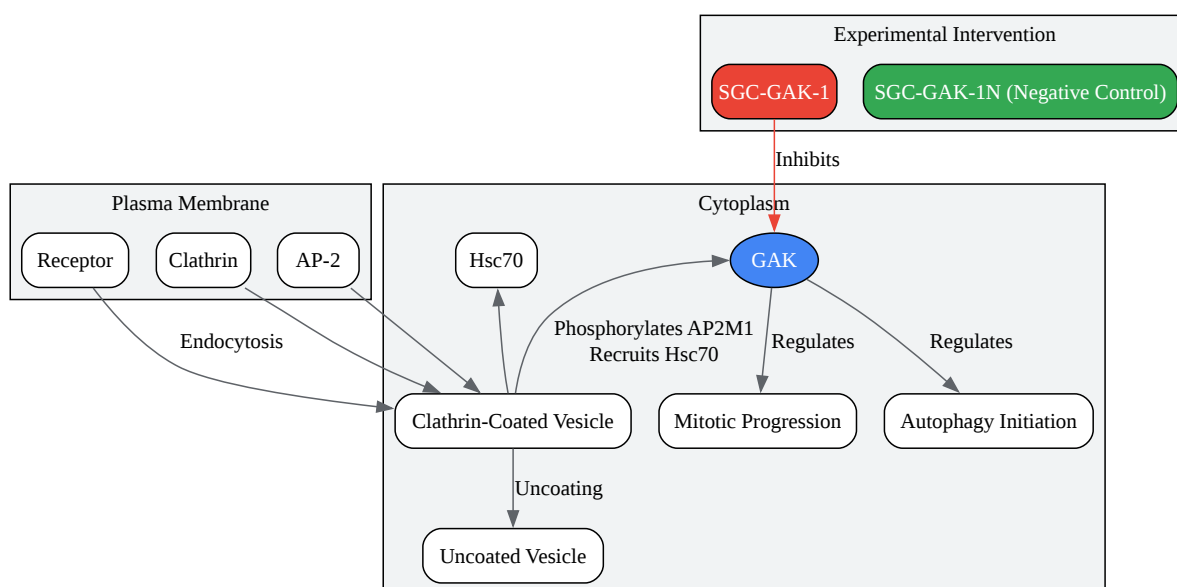 Experimental Intervention
SGC-GAK-1
SGC-GAK-1N (Negative Control)
Inhibits
Plasma Membrane
Receptor
Clathrin
AP-2
Cytoplasm
Hsc70
GAK
Endocytosis
Phosphorylates AP2M1
Recruits Hsc70
Regulates
Regulates
Clathrin-Coated Vesicle
Mitotic Progression
Autophagy Initiation
Uncoating
Uncoated Vesicle